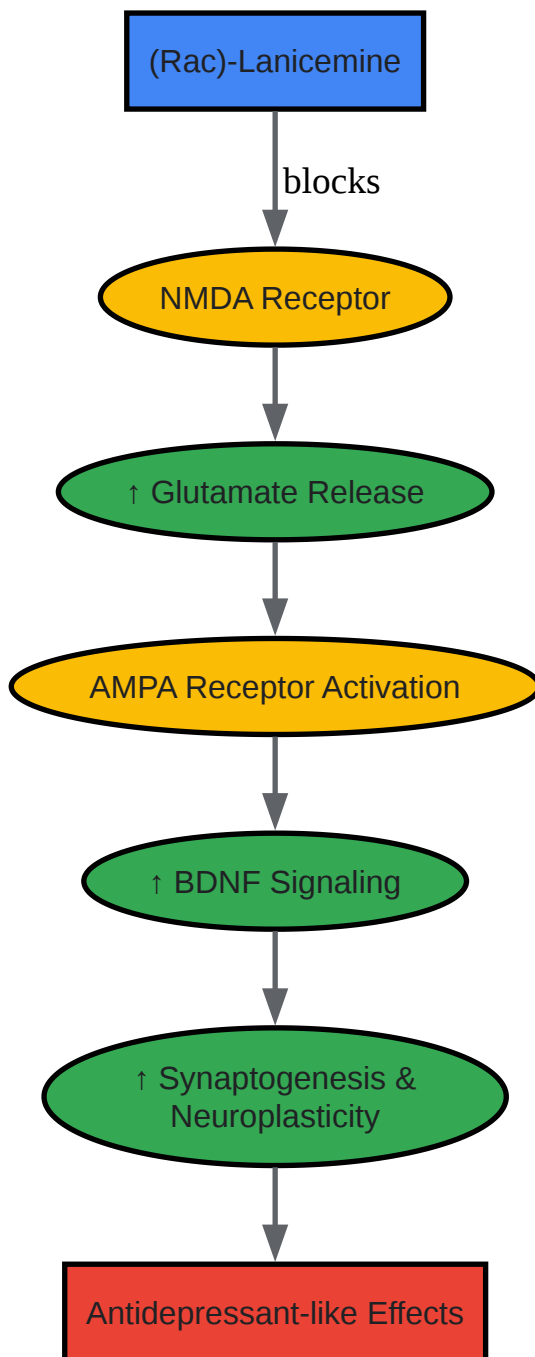 (Rac)-Lanicemine
blocks
NMDA Receptor
↑ Glutamate Release
AMPA Receptor Activation
↑ BDNF Signaling
↑ Synaptogenesis &
Neuroplasticity
Antidepressant-like Effects